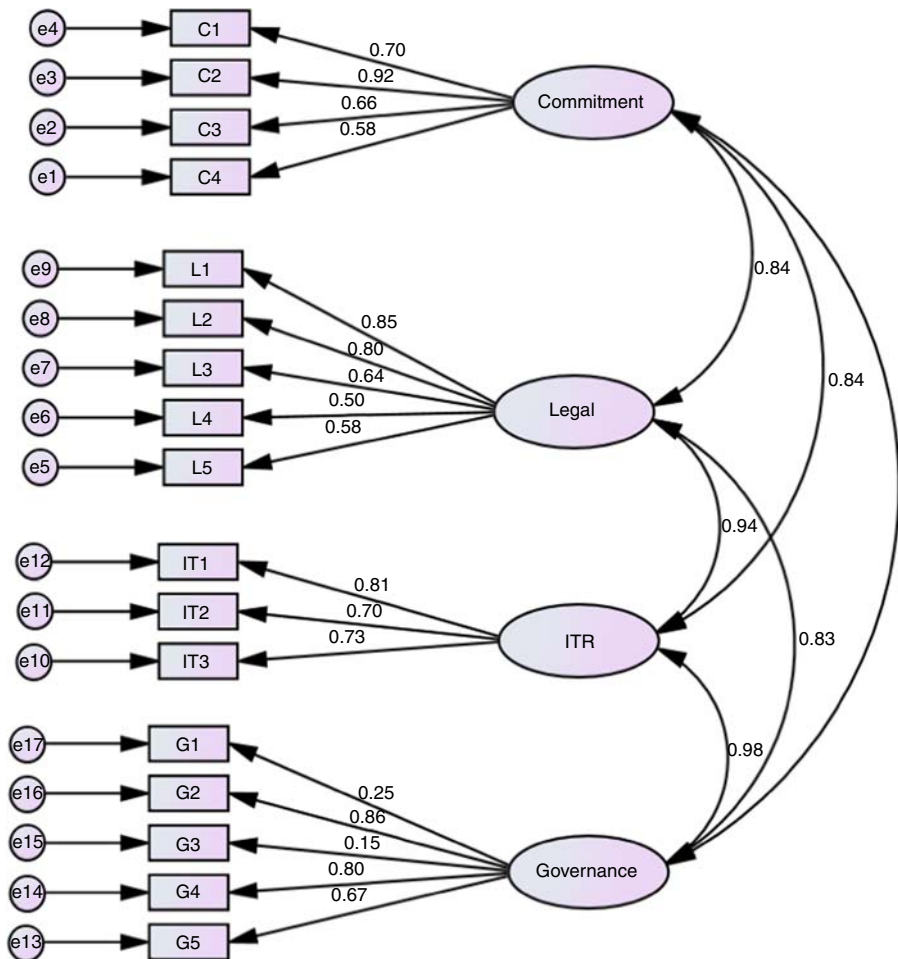 e4
C1
0.70
e3
C2
0.92
Commitment
e2
C3
0.66
e1
C4
0.58
0.84
e9
L1
0.85
e8
L2
0.80
e7
L3
0.64
0.84
e6
L4
0.50
Legal
e5
L5
0.58
0.94
e12
IT1
0.81
e11
IT2
0.70
ITR
0.83
e10
IT3
0.73
e17
G1
0.98
e16
G2
0.25
e15
G3
0.86
0.15
e14
G4
0.80
Governance
e13
G5
0.67